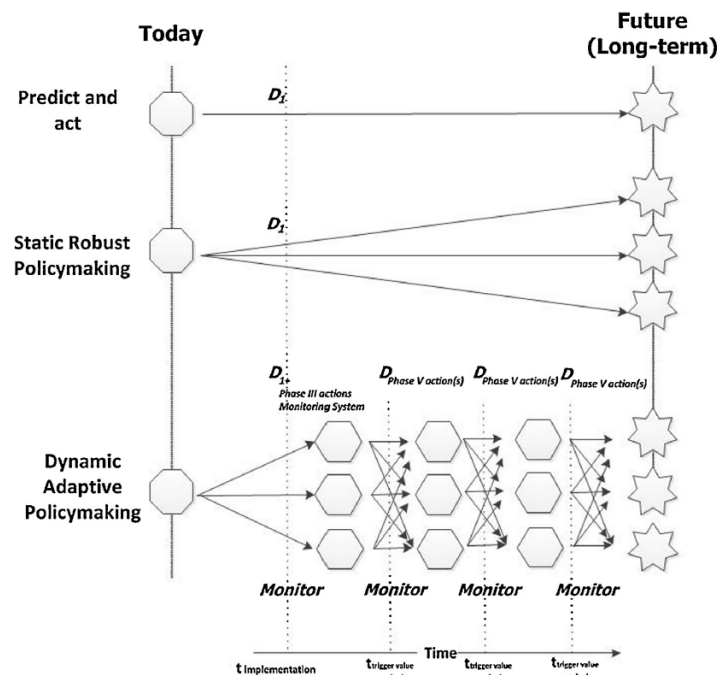 Today
Future
(Long-term)
Predict and
act
D1
Static Robust
Policymaking
D1
D1+
Phase III actions
Monitoring System
DPhase V action(s)
DPhase V action(s)
DPhase V action(s)
Dynamic
Adaptive
Policymaking
Monitor
Monitor
Monitor
Monitor
Time
t Implementation
ttrigger value
ttrigger value
ttrigger value